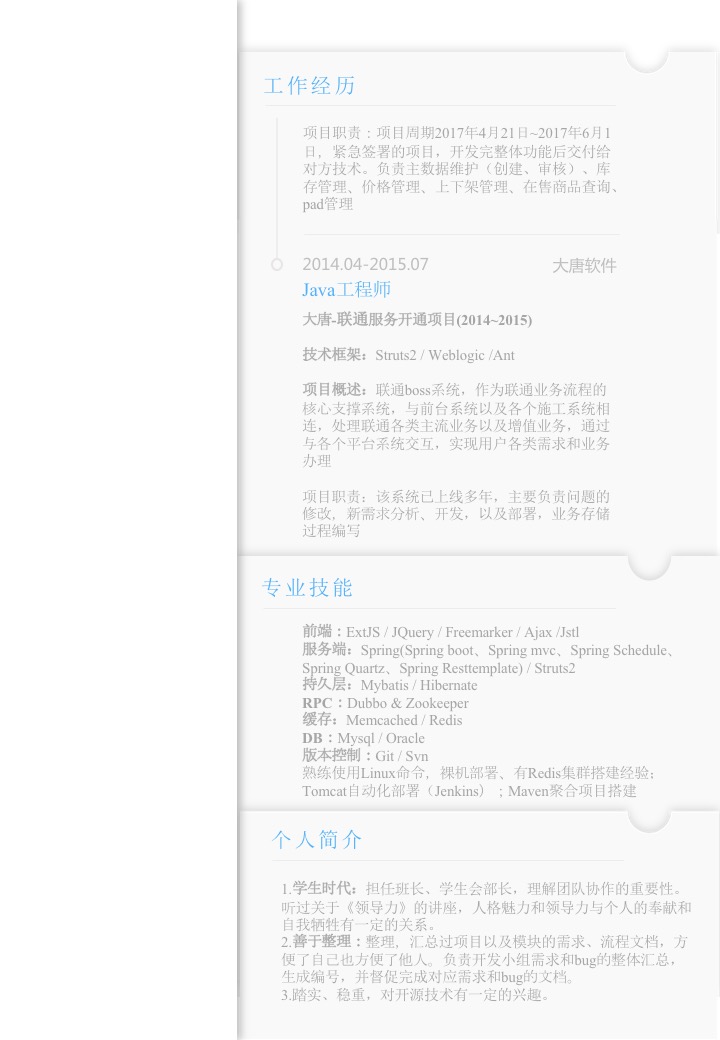 工作经历
项目职责：项目周期2017年4月21日~2017年6月1
日，紧急签署的项目，开发完整体功能后交付给
对方技术。负责主数据维护（创建、审核）、库
存管理、价格管理、上下架管理、在售商品查询、
pad管理
2014.04-2015.07 大唐软件
Java工程师
大唐-联通服务开通项目(2014~2015)
技术框架：Struts2 / Weblogic /Ant
项目概述：联通boss系统，作为联通业务流程的
核心支撑系统，与前台系统以及各个施工系统相
连，处理联通各类主流业务以及增值业务，通过
与各个平台系统交互，实现用户各类需求和业务
办理
项目职责：该系统已上线多年，主要负责问题的
修改，新需求分析、开发，以及部署，业务存储
过程编写
专业技能
前端：ExtJS / JQuery / Freemarker / Ajax /Jstl
服务端：Spring(Spring boot、Spring mvc、Spring Schedule、
Spring Quartz、Spring Resttemplate) / Struts2
持久层：Mybatis / Hibernate
RPC：Dubbo & Zookeeper
缓存：Memcached / Redis
DB：Mysql / Oracle
版本控制：Git / Svn
熟练使用Linux命令，裸机部署、有Redis集群搭建经验；
Tomcat自动化部署（Jenkins）；Maven聚合项目搭建
个人简介
1.学生时代：担任班长、学生会部长，理解团队协作的重要性。
听过关于《领导力》的讲座，人格魅力和领导力与个人的奉献和
自我牺牲有一定的关系。
2.善于整理：整理，汇总过项目以及模块的需求、流程文档，方
便了自己也方便了他人。负责开发小组需求和bug的整体汇总，
生成编号，并督促完成对应需求和bug的文档。
3.踏实、稳重，对开源技术有一定的兴趣。